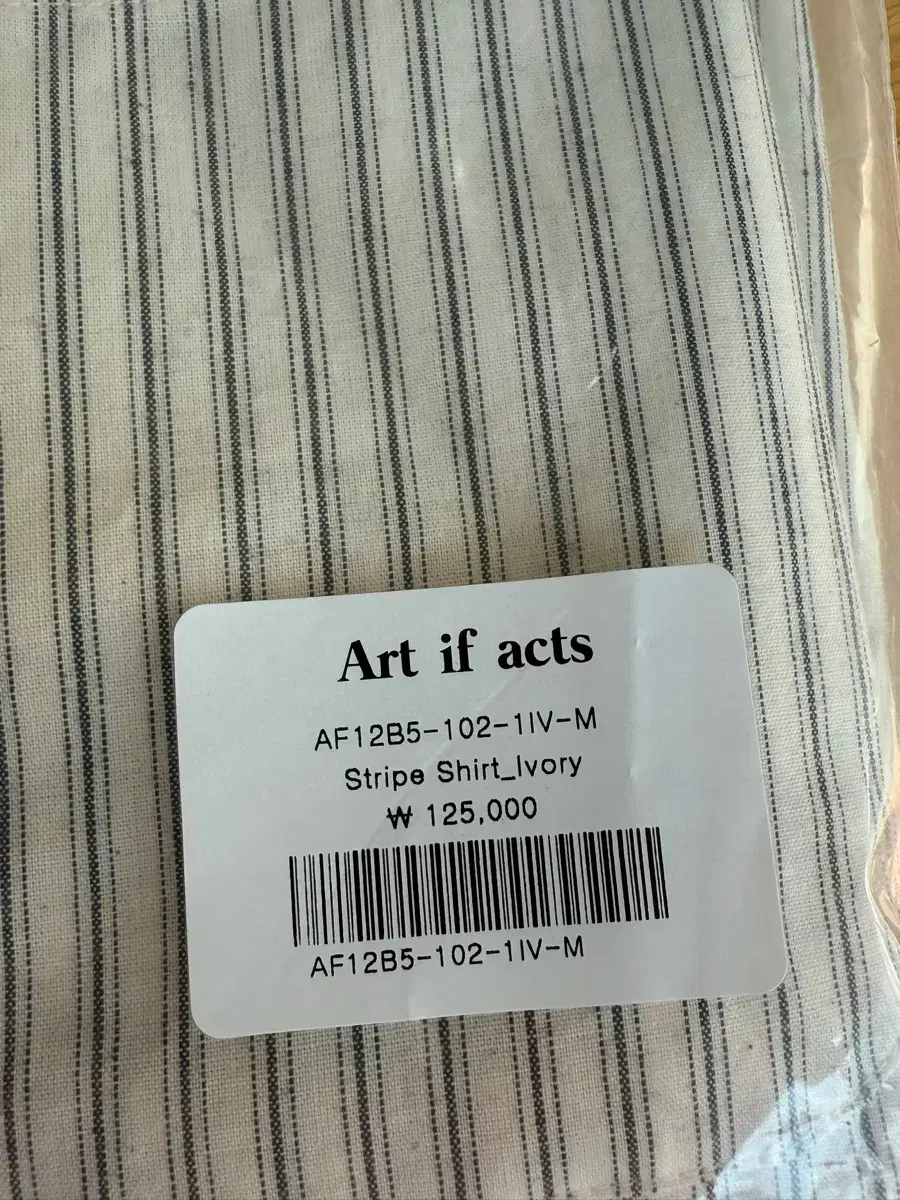 Art if acts
AF12B5-102-1IV-M
Stripe Shirt_Ivory
₩ 125,000
AF12B5-102-1IV-M